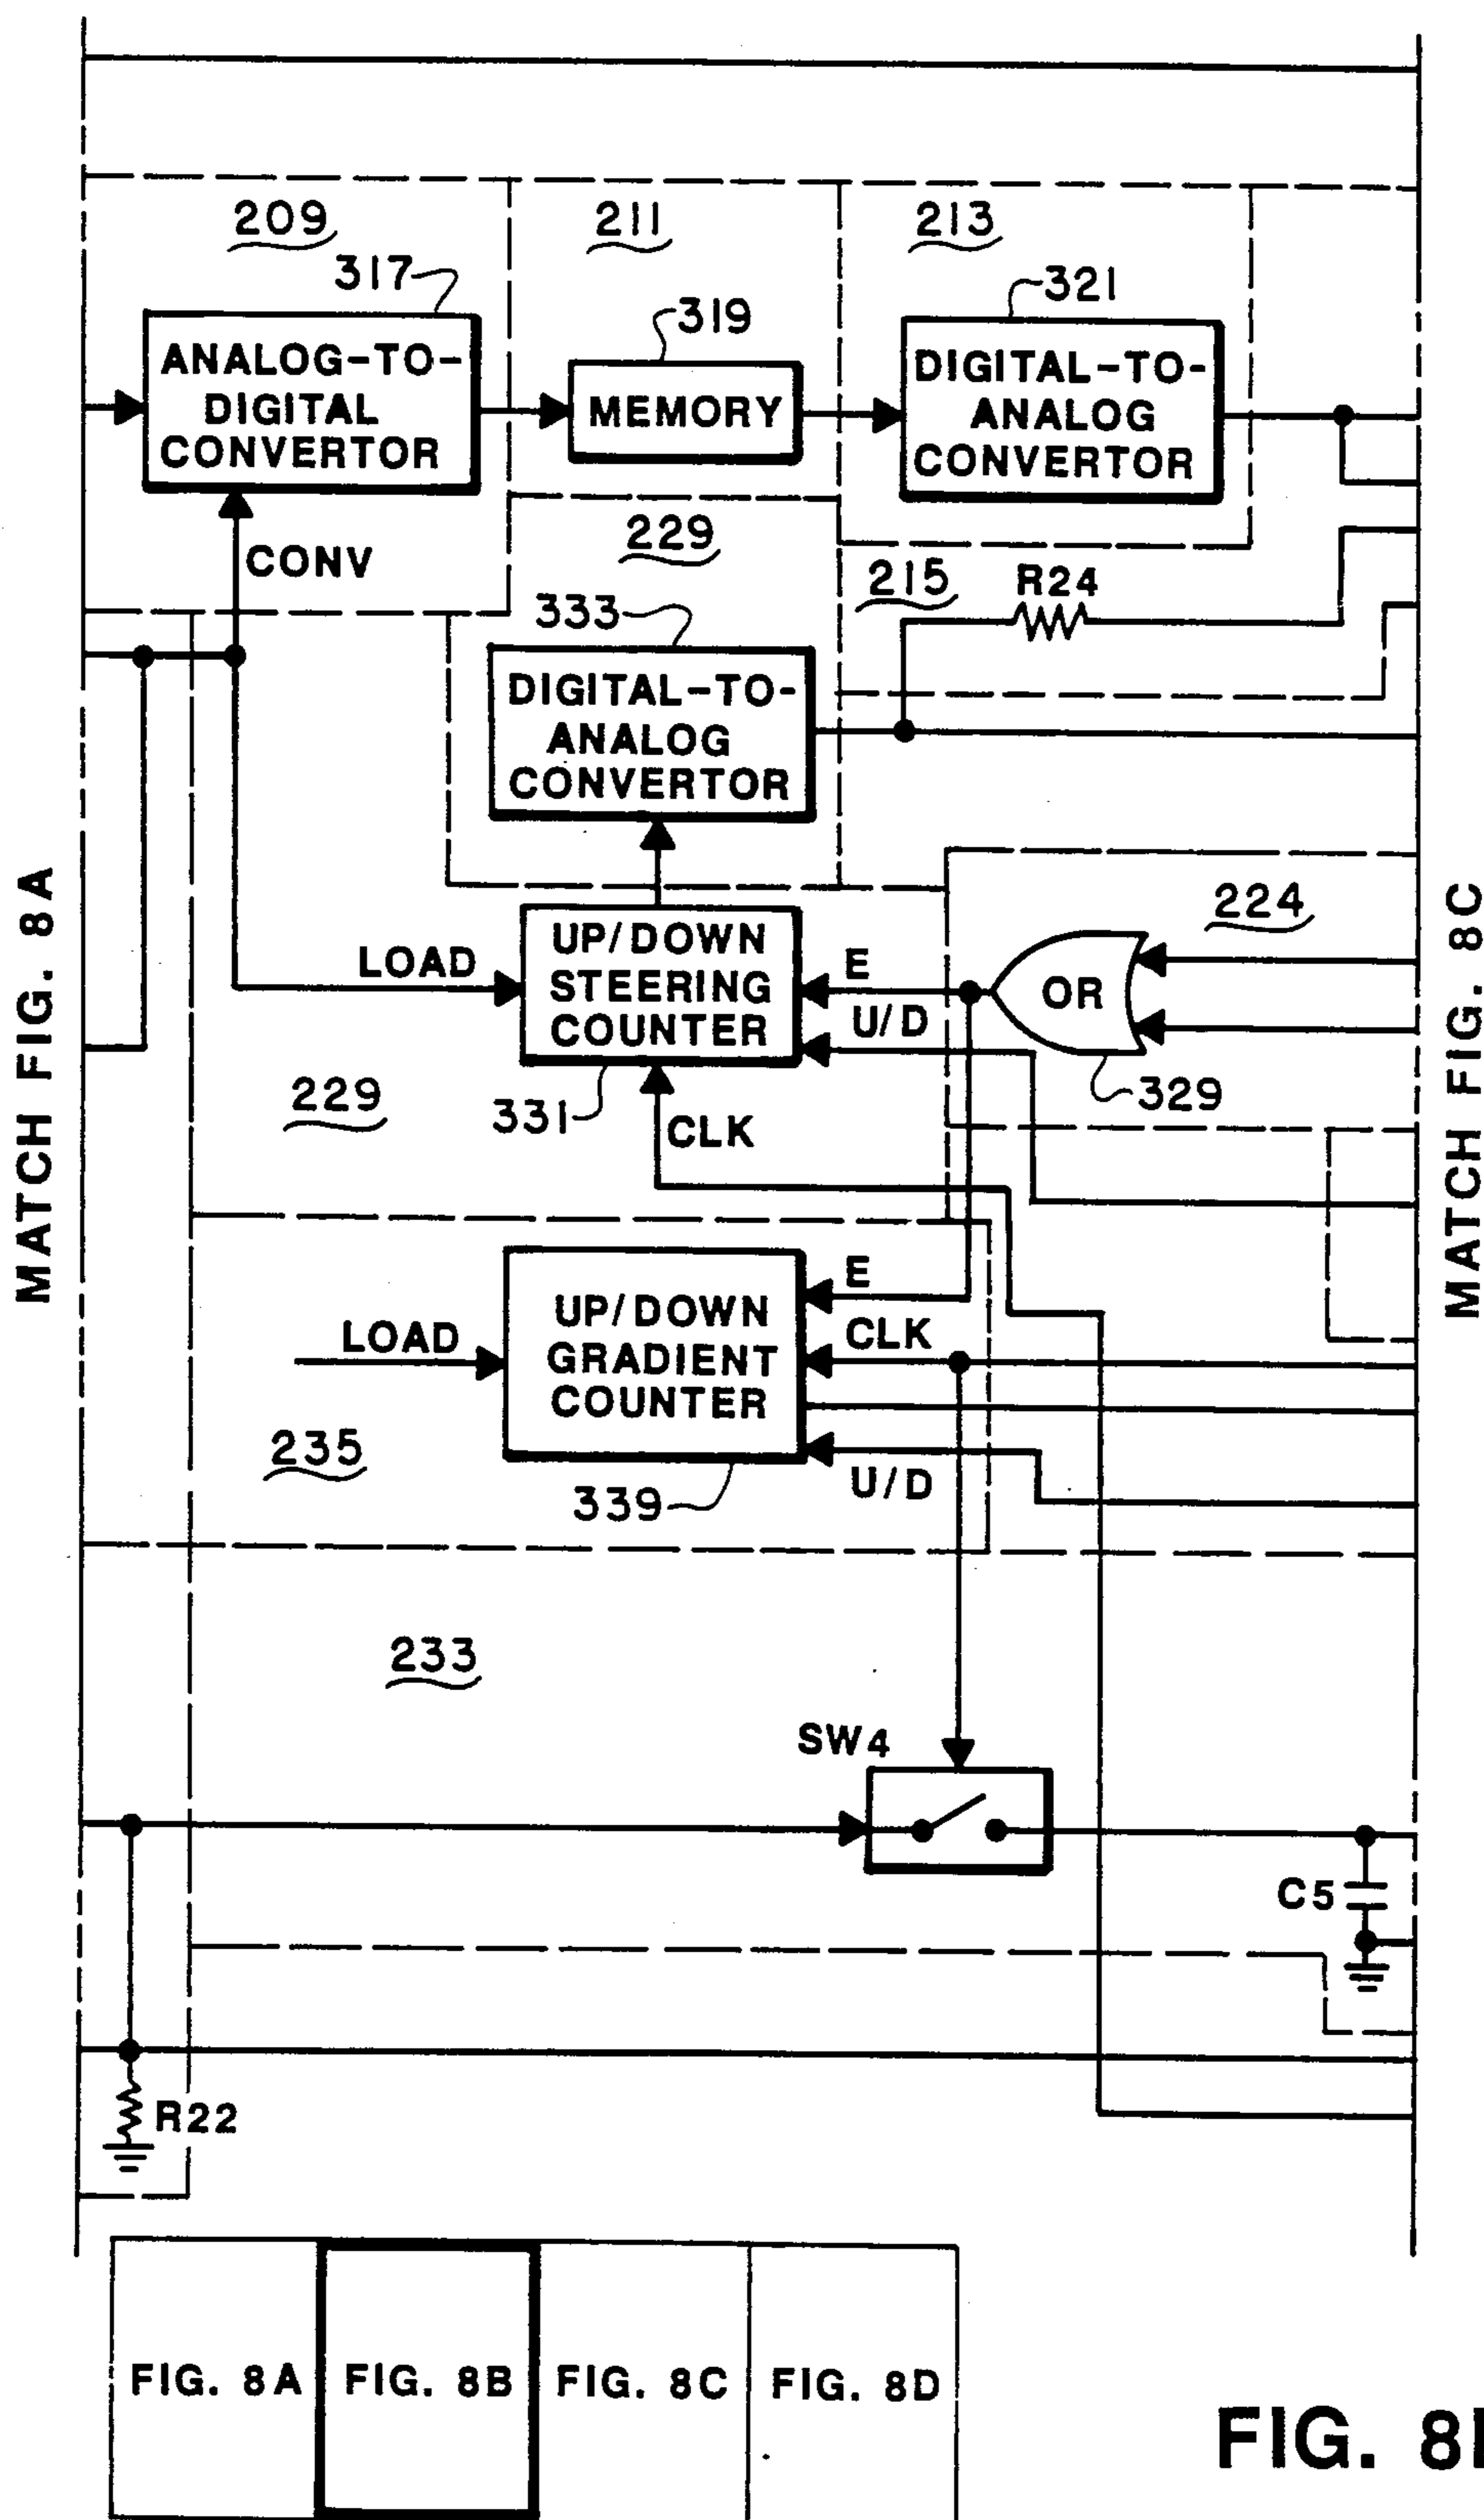 209
211
213
317
319
321
ANALOG-TO-
DIGITAL
CONVERTOR
MEMORY
DIGITAL-TO-
ANALOG
CONVERTOR
CONV
229
215
R24
333
DIGITAL-TO-
ANALOG
CONVERTOR
MATCH FIG. 8A
MATCH FIG. 8C
224
LOAD
UP/DOWN
STEERING
COUNTER
E
U/D
OR
329
229
331
CLK
LOAD
UP/DOWN
GRADIENT
COUNTER
E
CLK
U/D
235
339
233
SW4
C5
R22
FIG. 8A
FIG. 8B
FIG. 8C
FIG. 8D
FIG.